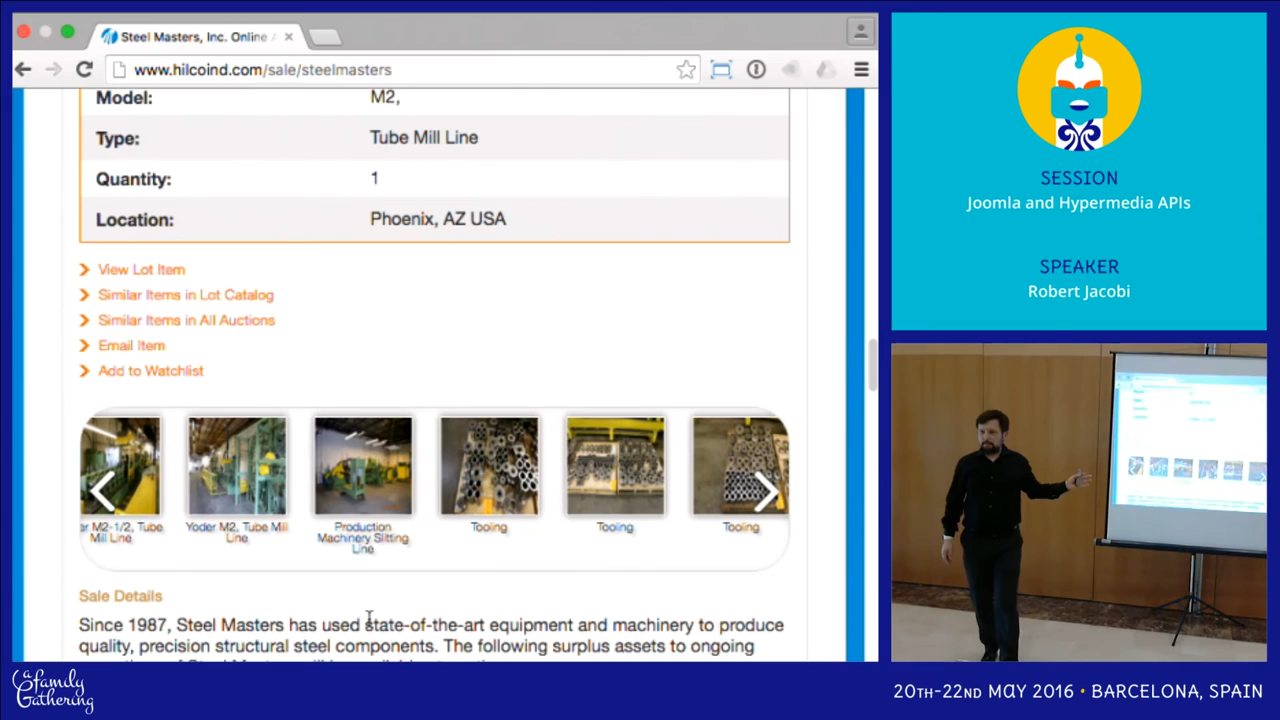 Steel Masters, Inc. Online A
www.hilcoind.com/sale/steelmasters
Model: M2,
Type: Tube Mill Line
Quantity: 1
Location: Phoenix, AZ USA
View Lot Item
Similar Items in Lot Catalog
Similar Items in All Auctions
Email Item
Add to Watchlist
er M2-1/2, Tube
Mill Line
Yoder M2, Tube Mill
Line
Production
Machinery Slitting
Line
Tooling
Tooling
Tooling
Sale Details
Since 1987, Steel Masters has used state-of-the-art equipment and machinery to produce
quality, precision structural steel components. The following surplus assets to ongoing
SESSION
Joomla and Hypermedia APIs
SPEAKER
Robert Jacobi
a family
Gathering
20TH-22ND MAY 2016 • BARCELONA, SPAIN